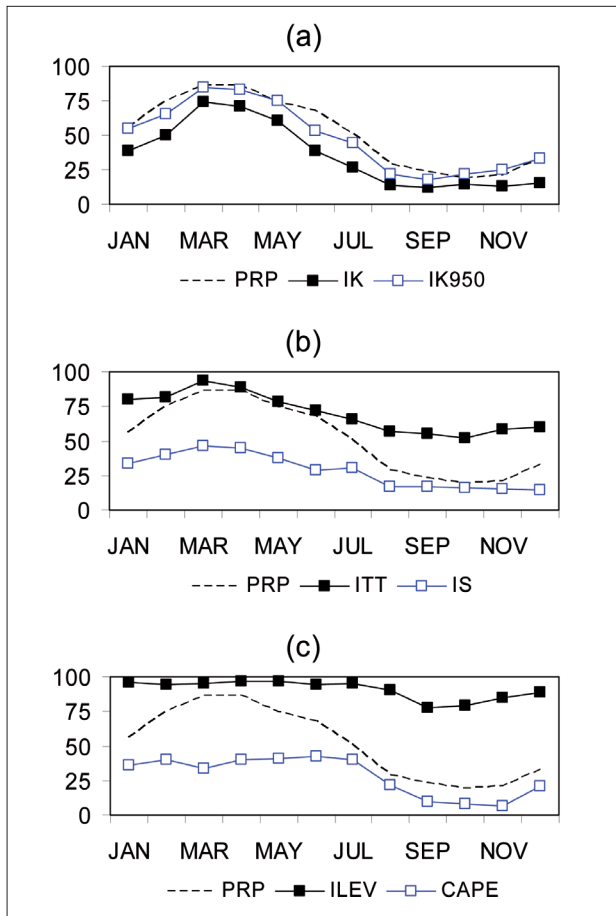 (a)
100
75
50
25
0
JAN MAR MAY JUL SEP NOV
PRP IK IK950
(b)
100
75
50
25
0
JAN MAR MAY JUL SEP NOV
PRP ITT IS
(c)
100
75
50
25
0
JAN MAR MAY JUL SEP NOV
PRP ILEV CAPE